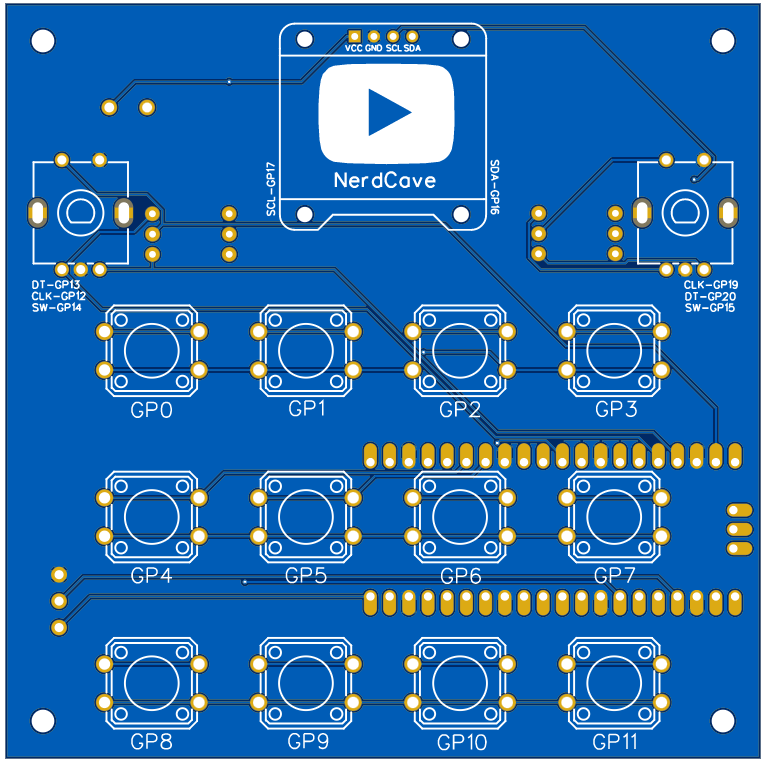 VCC GND SCL SDA
NerdCave
SCL-GP17
SDA-GP16
DT-GP13
CLK-GP12
SW-GP14
CLK-GP19
DT-GP20
SW-GP15
GP0 GP1 GP2 GP3
GP4 GP5 GP6 GP7
GP8 GP9 GP10 GP11